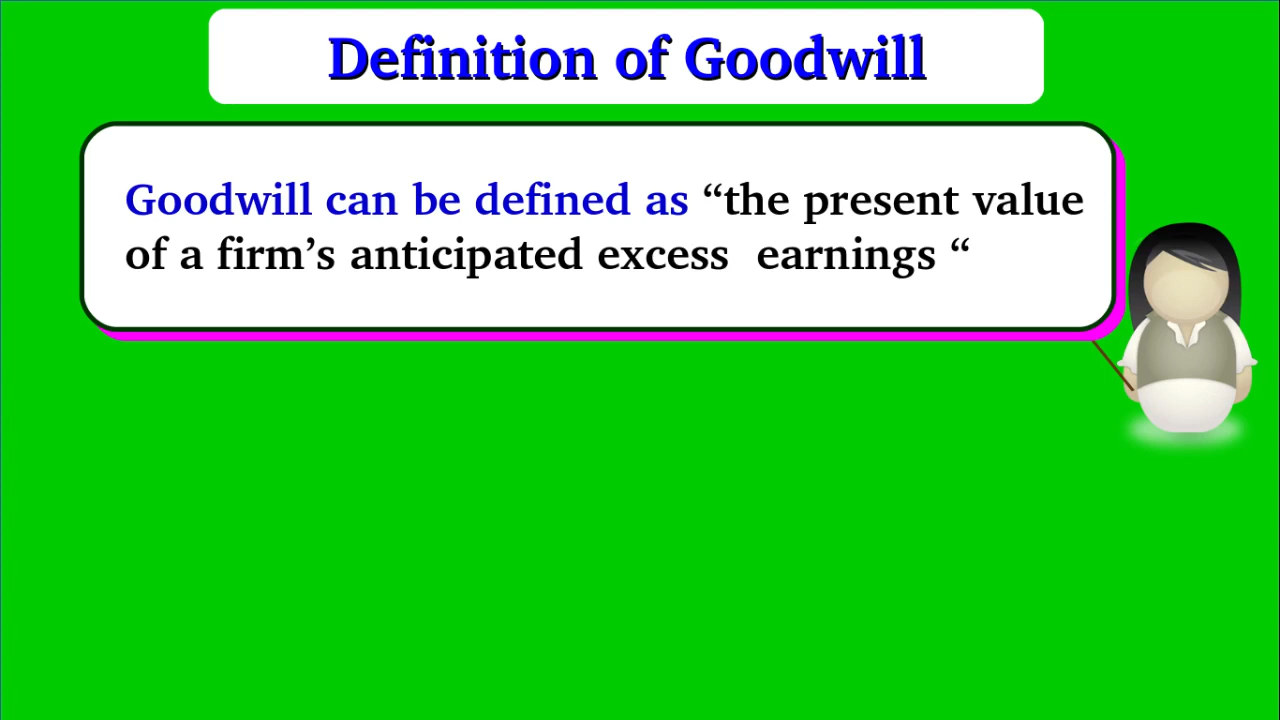 Definition of Goodwill
Goodwill can be defined as “the present value
of a firm’s anticipated excess  earnings “